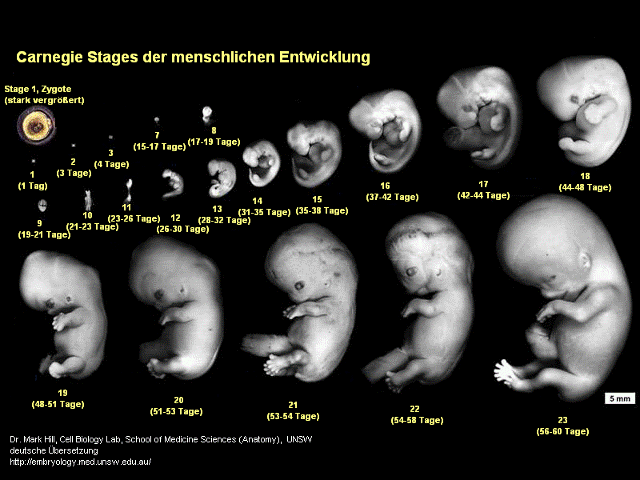 Carnegie Stages der menschlichen Entwicklung
Stage 1, Zygote
(stark vergrößert)
1
(1 Tag)
2
(3 Tage)
3
(4 Tage)
7
(15-17 Tage)
8
(17-19 Tage)
9
(19-21 Tage)
10
(21-23 Tage)
11
(23-26 Tage)
12
(26-30 Tage)
13
(28-32 Tage)
14
(31-35 Tage)
15
(35-38 Tage)
16
(37-42 Tage)
17
(42-44 Tage)
18
(44-48 Tage)
19
(48-51 Tage)
20
(51-53 Tage)
21
(53-54 Tage)
22
(54-58 Tage)
23
(56-60 Tage)
5 mm
Dr. Mark Hill, Cell Biology Lab, School of Medicine Sciences (Anatomy), UNSW
deutsche Übersetzung
http://embryology.med.unsw.edu.au/